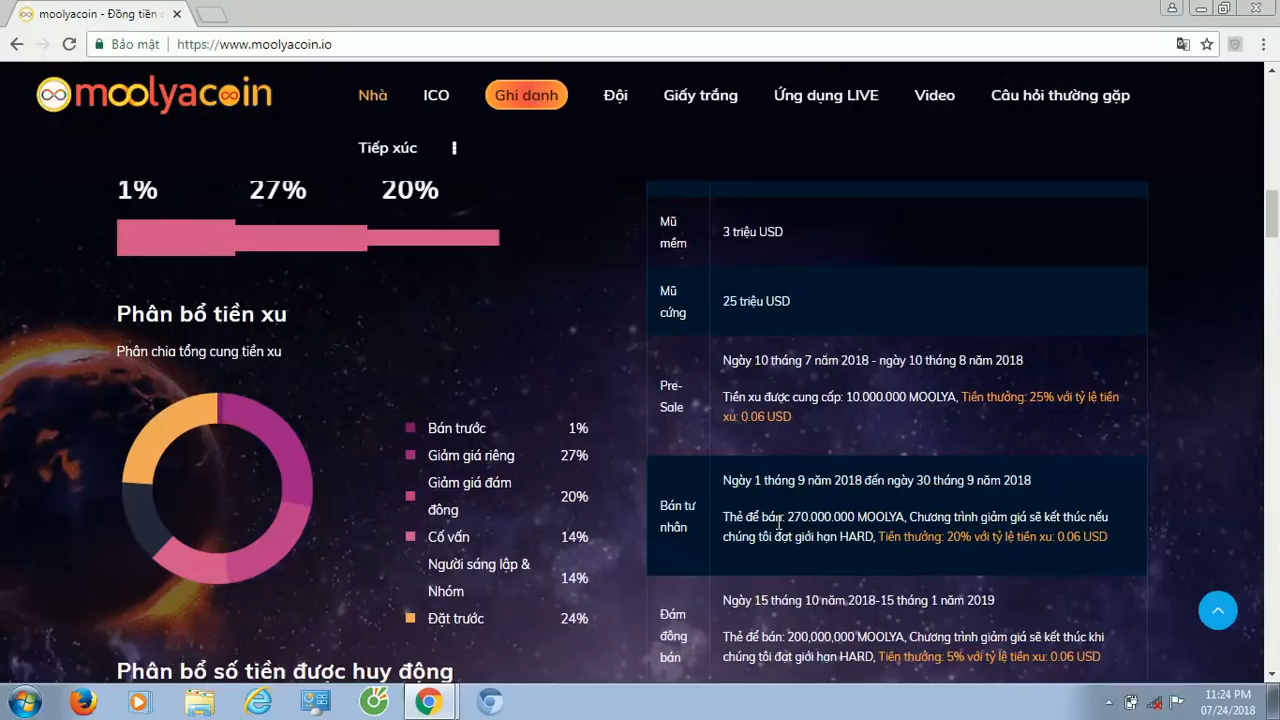 moolyacoin - Đồng tiền c
Bảo mật https://www.moolyacoin.io
moolyacoin
Nhà ICO Ghi danh Đội Giấy trắng Ứng dụng LIVE Video Câu hỏi thường gặp
Tiếp xúc
1% 27% 20%
Phân bổ tiền xu
Phân chia tổng cung tiền xu
Bán trước 1%
Giảm giá riêng 27%
Giảm giá đám
đông 20%
Cố vấn 14%
Người sáng lập &
Nhóm 14%
Đặt trước 24%
Phân bổ số tiền được huy động
Mũ
mềm
3 triệu USD
Mũ
cứng
25 triệu USD
Pre-
Sale
Ngày 10 tháng 7 năm 2018 - ngày 10 tháng 8 năm 2018
Tiền xu được cung cấp: 10.000.000 MOOLYA, Tiền thưởng: 25% với tỷ lệ tiền
xu: 0.06 USD
Bán tư
nhân
Ngày 1 tháng 9 năm 2018 đến ngày 30 tháng 9 năm 2018
Thẻ để bán: 270.000.000 MOOLYA, Chương trình giảm giá sẽ kết thúc nếu
chúng tôi đạt giới hạn HARD, Tiền thưởng: 20% với tỷ lệ tiền xu: 0.06 USD
Đám
đông
bán
Ngày 15 tháng 10 năm 2018-15 tháng 1 năm 2019
Thẻ để bán: 200,000,000 MOOLYA, Chương trình giảm giá sẽ kết thúc khi
chúng tôi đạt giới hạn HARD, Tiền thưởng: 5% với tỷ lệ tiền xu: 0.06 USD
11:24 PM
07/24/2018